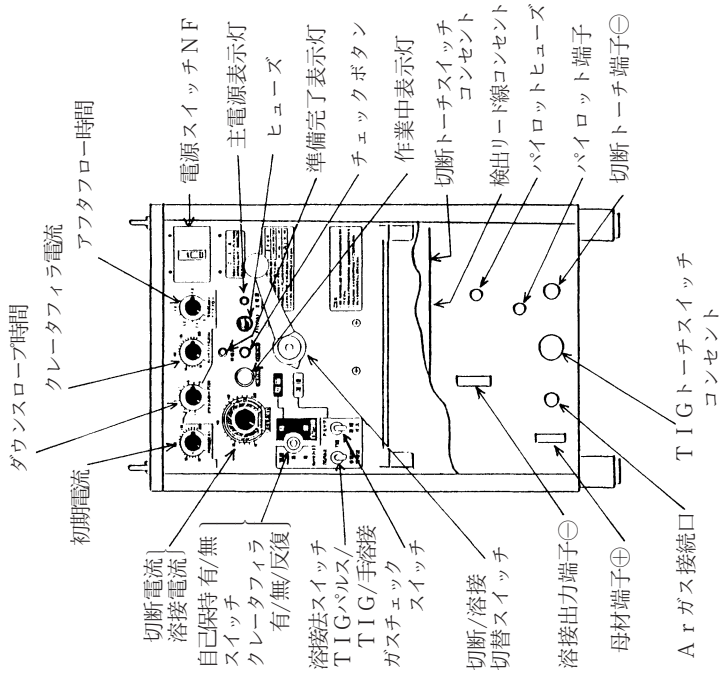 ダウンスロープ時間
クレータフィラ電流
アフタフロー時間
初期電流
電源スイッチNF
主電源表示灯
ヒューズ
準備完了表示灯
チェックボタン
作業中表示灯
切断トーチスイッチ
コンセント
検出リード線コンセント
パイロットヒューズ
パイロット端子
切断トーチ端子⊖
切断電流
溶接電流
自己保持 有/無
スイッチ
クレータフィラ
有/無/反復
溶接法スイッチ
TIGパルス/
TIG/手溶接
ガスチェック
スイッチ
切断/溶接
切替スイッチ
溶接出力端子⊖
母材端子⊕
Arガス接続口
TIGトーチスイッチ
コンセント